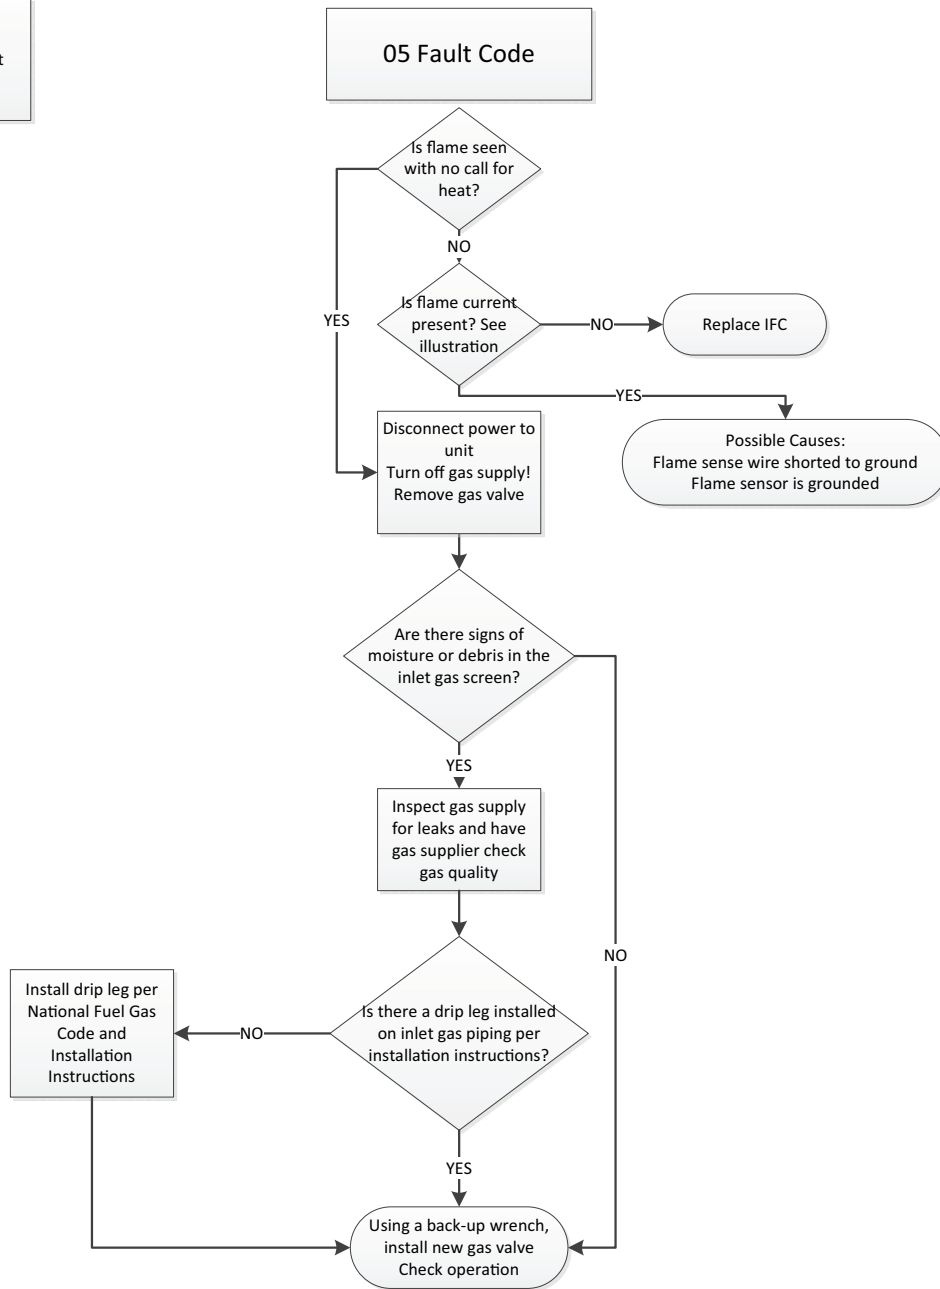 t
05 Fault Code
Is flame seen
with no call for
heat?
NO
Is flame current
present? See
illustration
NO
Replace IFC
YES
YES
Possible Causes:
Flame sense wire shorted to ground
Flame sensor is grounded
Disconnect power to
unit
Turn off gas supply!
Remove gas valve
Are there signs of
moisture or debris in the
inlet gas screen?
YES
Inspect gas supply
for leaks and have
gas supplier check
gas quality
NO
Is there a drip leg installed
on inlet gas piping per
installation instructions?
NO
Install drip leg per
National Fuel Gas
Code and
Installation
Instructions
YES
Using a back-up wrench,
install new gas valve
Check operation